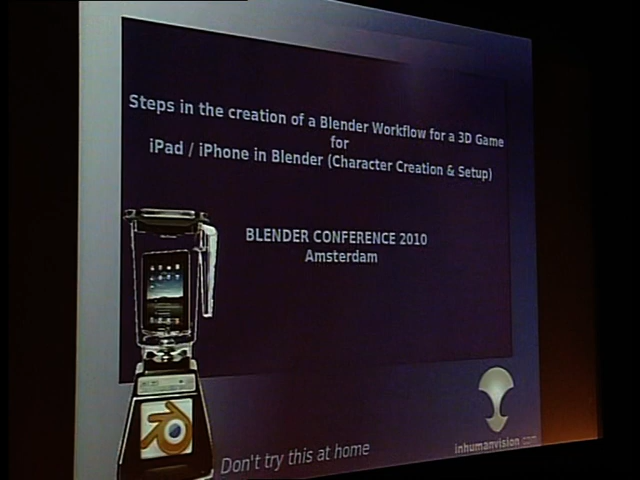 Steps in the creation of a Blender Workflow for a 3D Game
for
iPad / iPhone in Blender (Character Creation & Setup)
BLENDER CONFERENCE 2010
Amsterdam
Don't try this at home
inhumanvision.com